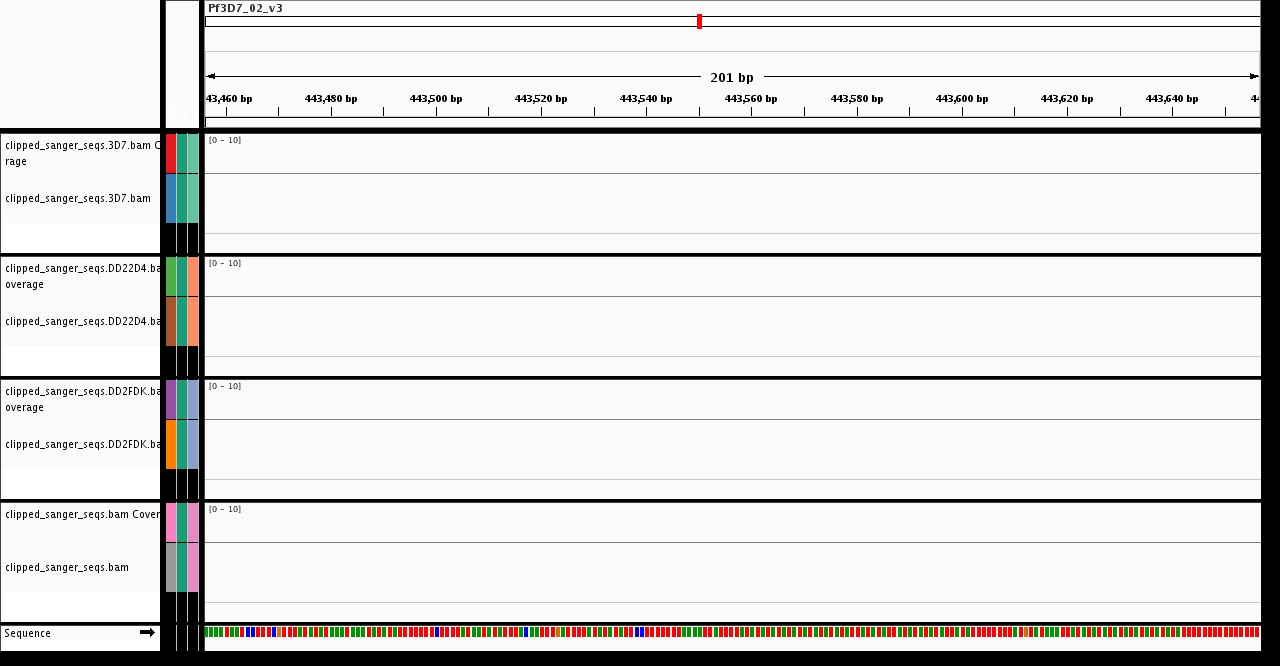 Pf3D7_02_v3
201 bp
43,460 bp 443,480 bp 443,500 bp 443,520 bp 443,540 bp 443,560 bp 443,580 bp 443,600 bp 443,620 bp 443,640 bp 44
clipped_sanger_seqs.3D7.bam C
rage
[0 - 10]
clipped_sanger_seqs.3D7.bam
clipped_sanger_seqs.DD22D4.ba
overage
[0 - 10]
clipped_sanger_seqs.DD22D4.ba
clipped_sanger_seqs.DD2FDK.ba
overage
[0 - 10]
clipped_sanger_seqs.DD2FDK.ba
clipped_sanger_seqs.bam Cover
[0 - 10]
clipped_sanger_seqs.bam
Sequence